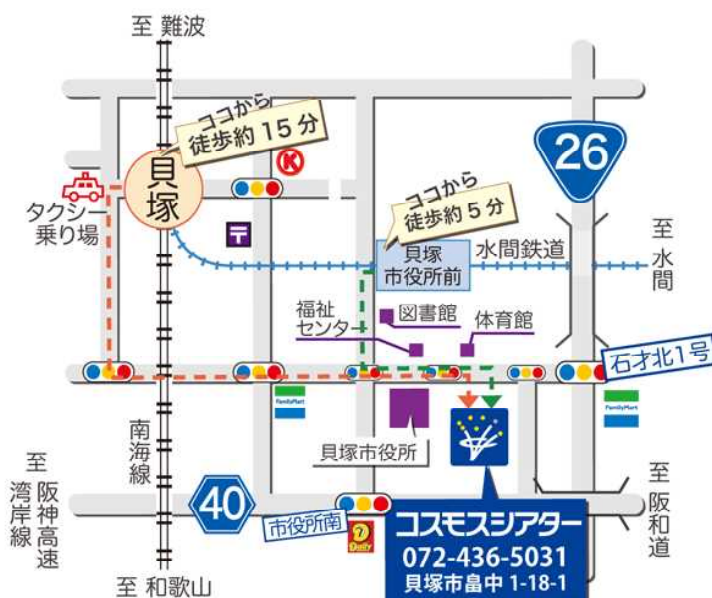 至 難波
ココから
徒歩約 15 分
貝
塚
K
26
タクシー
乗り場
〒
ココから
徒歩約 5 分
貝塚
市役所前
水間鉄道
至
水間
福祉
センター
図書館
体育館
石才北1号
FamilyMart
FamilyMart
南海線
貝塚市役所
至
阪神高速
湾岸線
40
市役所南
Daily
至
阪和道
コスモスシアター
072-436-5031
貝塚市畠中 1-18-1
至 和歌山